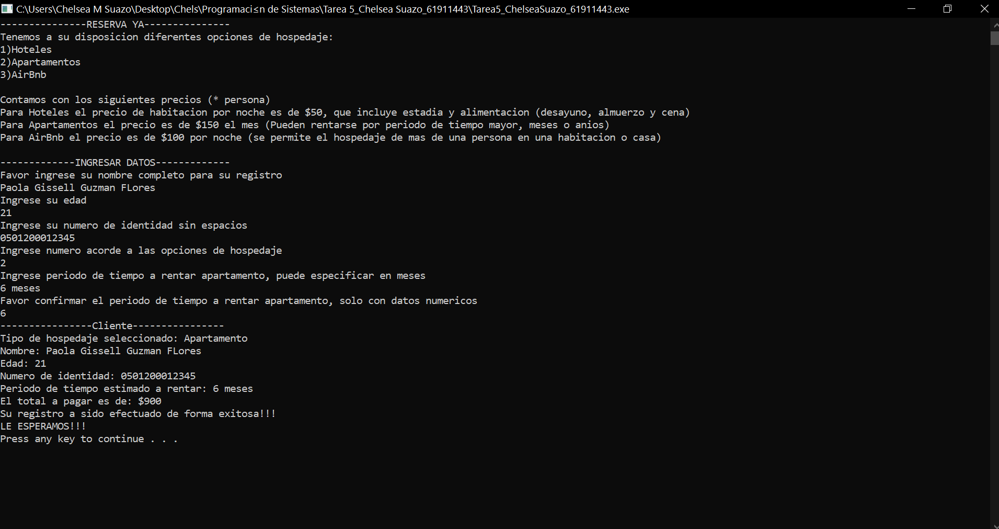 C:\Users\Chelsea M Suazo\Desktop\Chels\Programaci≤n de Sistemas\Tarea 5_Chelsea Suazo_61911443\Tarea5_ChelseaSuazo_61911443.exe
---------------RESERVA YA---------------
Tenemos a su disposicion diferentes opciones de hospedaje:
1)Hoteles
2)Apartamentos
3)AirBnb
Contamos con los siguientes precios (* persona)
Para Hoteles el precio de habitacion por noche es de $50, que incluye estadia y alimentacion (desayuno, almuerzo y cena)
Para Apartamentos el precio es de $150 el mes (Pueden rentarse por periodo de tiempo mayor, meses o anios)
Para AirBnb el precio es de $100 por noche (se permite el hospedaje de mas de una persona en una habitacion o casa)
-------------INGRESAR DATOS-------------
Favor ingrese su nombre completo para su registro
Paola Gissell Guzman FLores
Ingrese su edad
21
Ingrese su numero de identidad sin espacios
0501200012345
Ingrese numero acorde a las opciones de hospedaje
2
Ingrese periodo de tiempo a rentar apartamento, puede especificar en meses
6 meses
Favor confirmar el periodo de tiempo a rentar apartamento, solo con datos numericos
6
----------------Cliente----------------
Tipo de hospedaje seleccionado: Apartamento
Nombre: Paola Gissell Guzman FLores
Edad: 21
Numero de identidad: 0501200012345
Periodo de tiempo estimado a rentar: 6 meses
El total a pagar es de: $900
Su registro a sido efectuado de forma exitosa!!!
LE ESPERAMOS!!!
Press any key to continue . . .